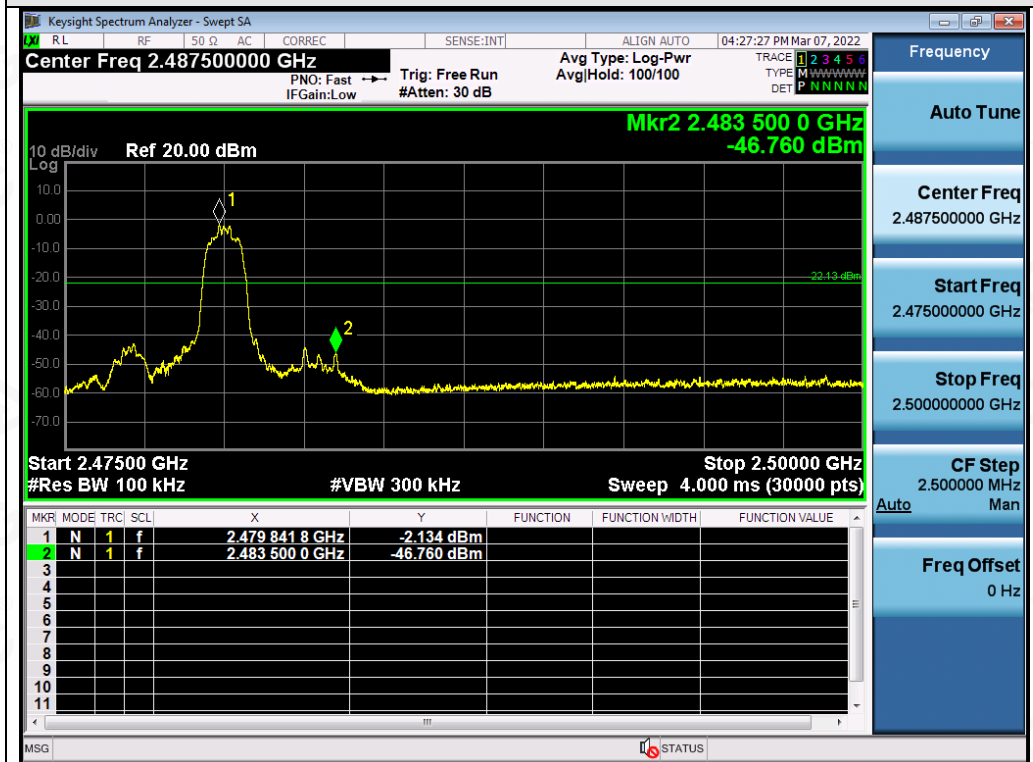 Keysight Spectrum Analyzer - Swept SA
LXI RL RF 50 Ω AC CORREC SENSE:INT ALIGN AUTO 04:27:27 PM Mar 07, 2022
Center Freq 2.487500000 GHz
PNO: Fast
IFGain:Low
Trig: Free Run
#Atten: 30 dB
Avg Type: Log-Pwr
Avg|Hold: 100/100
TRACE 1 2 3 4 5 6
TYPE M WWWWW
DET P N N N N N
Mkr2 2.483 500 0 GHz
-46.760 dBm
10 dB/div Ref 20.00 dBm
Log
10.0
0.00
-10.0
-20.0
-30.0
-40.0
-50.0
-60.0
-70.0
1
2
22.13 dBm
Start 2.47500 GHz Stop 2.50000 GHz
#Res BW 100 kHz #VBW 300 kHz Sweep 4.000 ms (30000 pts)
MKR MODE TRC SCL X Y FUNCTION FUNCTION WIDTH FUNCTION VALUE
1 N 1 f 2.479 841 8 GHz -2.134 dBm
2 N 1 f 2.483 500 0 GHz -46.760 dBm
3
4
5
6
7
8
9
10
11
MSG STATUS
Frequency
Auto Tune
Center Freq
2.487500000 GHz
Start Freq
2.475000000 GHz
Stop Freq
2.500000000 GHz
CF Step
2.500000 MHz
Auto Man
Freq Offset
0 Hz